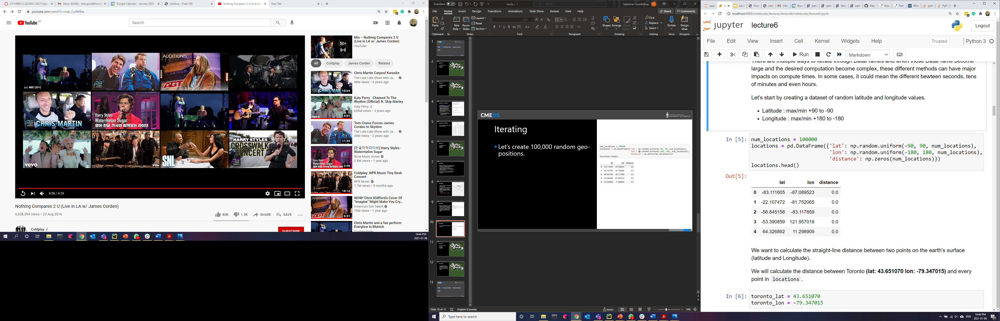 CIV1498H S LEC9301 20211:Spe
Inbox (9,038) - sebi.goodfellow@
Google Calendar - January 2021
Syllabus – Data 100
Nothing Compares 2 U (Live in L
New Tab
youtube.com/watch?v=mak_Cu9WI6w
YouTube CA
Search
AUDITIONS
AGT
MIX (50+)
CHRIS MARTIN
Harry Styles
Watermelon Sugar
영어 한글 가사와 함께보는 라이브
vevo
SNL
HARRY STYLES
CROSSWALK
CONCERT
6:26 / 6:26
Nothing Compares 2 U (Live in LA w/ James Corden)
6,628,394 views • 22 Aug 2016
80K
1.9K
SHARE
SAVE
Coldplay
SUBSCRIBE
50+
Mix – Nothing Compares 2 U
(Live in LA w/ James Corden)
YouTube
All
Coldplay
James Corden
Related
Chris Martin Carpool Karaoke
The Late Late Show with Ja...
48M views • 4 years ago
15:39
Katy Perry - Chained To The
Rhythm (Official) ft. Skip Marley
Katy Perry
659M views • 3 years ago
vevo
4:01
Tom Cruise Forces James
Corden to Skydive
The Late Late Show with Ja...
44M views • 2 years ago
11:36
[한글자막라이브] Harry Styles -
Watermelon Sugar
Sony Music Korea
2.8M views • 1 year ago
2:58
Coldplay: NPR Music Tiny Desk
Concert
NPR Music
7.7M views • 9 months ago
18:14
WOW! Chris Kläfford's Cover Of
"Imagine" Might Make You Cry...
America's Got Talent
75M views • 1 year ago
AUDITIONS
6:31
Chris Martin and a fan perform
Everglow in Munich
ColdplayDaily
10:46 PM
2021-01-06
AutoSave Off
Lectu...
Search
Sebastian Goodfellow SG
File Home Insert Design Transitions Animations Slide Show Review View Help
Share
Comments
Paste
New
Slide
Reuse
Slides
Layout
Reset
Section
Shapes
Arrange
Quick
Styles
Find
Replace
Select
Dictate
Design
Ideas
Clipboard
Slides
Font
Paragraph
Drawing
Editing
Voice
Designer
1
2
3
4
5
6
7
8
9
10
11
12
13
CMEDS
UNIVERSITY OF TORONTO
Iterating
Let's create 100,000 random geo-
positions.
num_locations = 100000
locations = pd.DataFrame({'lat': np.random.uniform(-90, 90, num_locations),
'lon': np.random.uniform(-180, 180, num_locations),
'distance': np.zeros(num_locations)})
locations.head()
lat lon distance
0 -83.111605 -87.089523 0.0
1 -22.107472 -81.752065 0.0
2 -56.845158 -83.117859 0.0
3 -53.390859 121.957019 0.0
4 64.326892 11.298909 0.0
Slide 10 of 13
English (Canada)
Notes
76%
Type here to search
localhost:8888/notebooks/lectures/lecture6/notebooks/lecture6.ipynb
jupyter lecture6
Logout
File Edit View Insert Cell Kernel Widgets Help
Trusted
Python 3
Run
Markdown
There are multiple ways to iterate through DataFrames and when those DataFrame become
large and the desired computation become complex, these different methods can have major
impacts on compute times. In some cases, it could mean the different bewteen seconds, tens
of minutes and even hours.
Let's start by creating a dataset of random latitude and longitude values.
Latitude : max/min +90 to -90
Longitude : max/min +180 to -180
In [5]:
num_locations = 100000
locations = pd.DataFrame({'lat': np.random.uniform(-90, 90, num_locations),
'lon': np.random.uniform(-180, 180, num_locations),
'distance': np.zeros(num_locations)})
locations.head()
Out[5]:
lat lon distance
0 -83.111605 -87.089523 0.0
1 -22.107472 -81.752065 0.0
2 -56.845158 -83.117859 0.0
3 -53.390859 121.957019 0.0
4 64.326892 11.298909 0.0
We want to calculate the straight-line distance between two points on the earth's surface
(latitude and Longitude).
We will calculate the distance between Toronto (lat: 43.651070 lon: -79.347015) and every
point in locations .
In [6]:
toronto_lat = 43.651070
toronto_lon = -79.347015
ENG
10:46 PM
2021-01-06